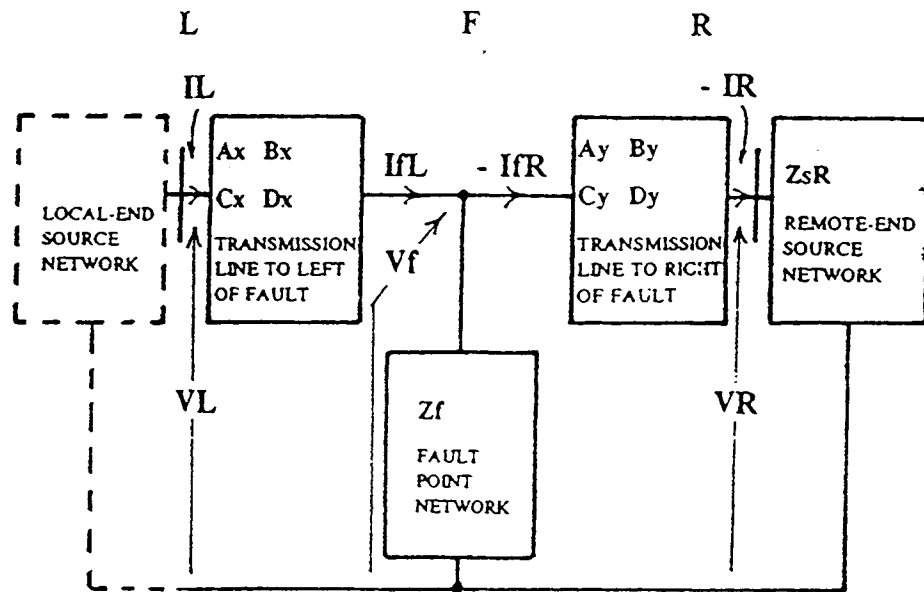 L F R
IL - IR
Ax Bx
Cx Dx
TRANSMISSION
LINE TO LEFT
OF FAULT
LOCAL-END
SOURCE
NETWORK
IfL - IfR
Vf
Ay By
Cy Dy
TRANSMISSION
LINE TO RIGHT
OF FAULT
ZsR
REMOTE-END
SOURCE
NETWORK
VL VR
Zf
FAULT
POINT
NETWORK